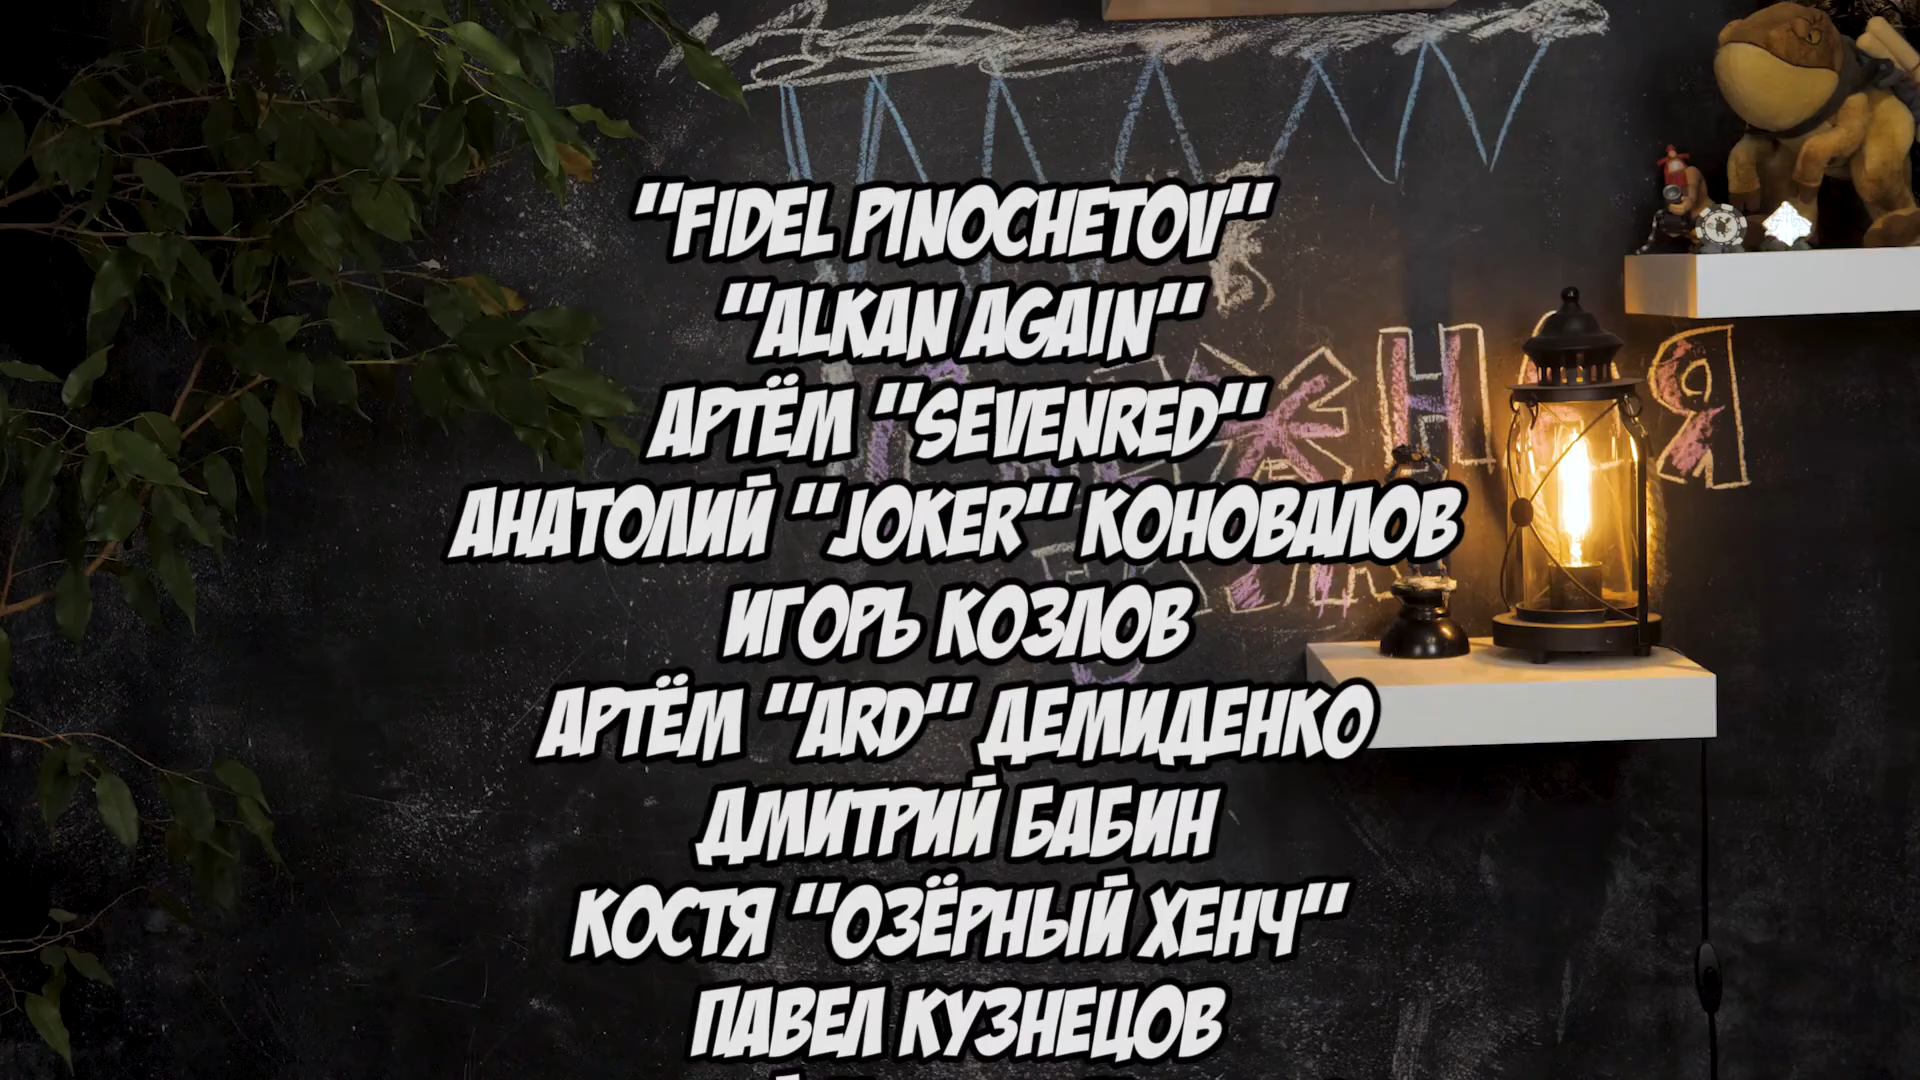 "FIDEL PINOCHETOV"
"ALKAN AGAIN"
АРТЁМ "SEVENRED"
АНАТОЛИЙ "JOKER" КОНОВАЛОВ
ИГОРЬ КОЗЛОВ
АРТЁМ "ARD" ДЕМИДЕНКО
ДМИТРИЙ БАБИН
КОСТЯ "ОЗЁРНЫЙ ХЕНЧ"
ПАВЕЛ КУЗНЕЦОВ